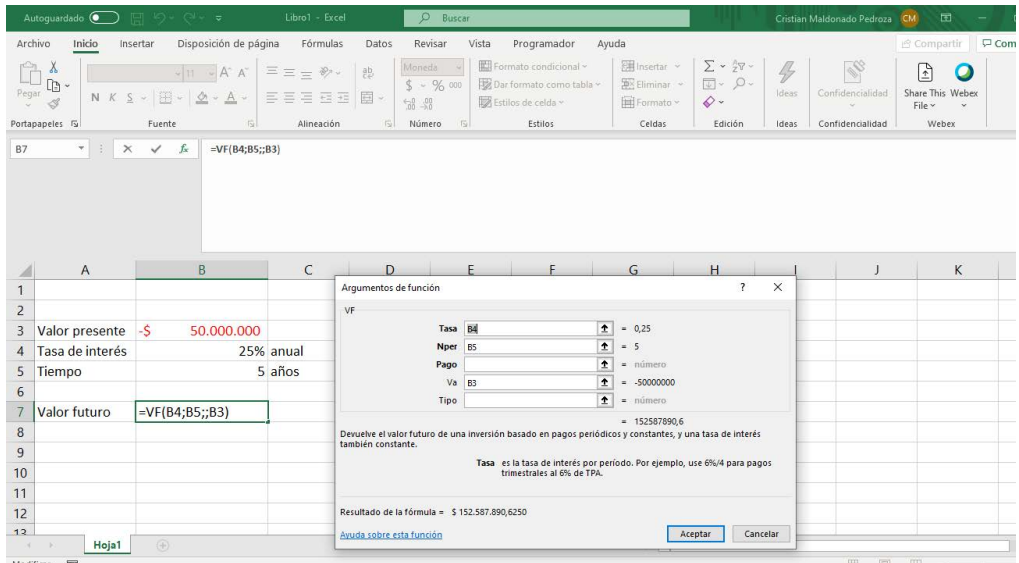 Autoguardado Libro1 - Excel Buscar Cristian Maldonado Pedroza CM
Archivo Inicio Insertar Disposición de página Fórmulas Datos Revisar Vista Programador Ayuda Compartir Com
Pegar
11 A A
N K S A
ab
Moneda
$ % 000
Formato condicional
Dar formato como tabla
Estilos de celda
Insertar
Eliminar
Formato
Ideas
Confidencialidad
Share This File
Webex
Portapapeles Fuente Alineación Número Estilos Celdas Edición Ideas Confidencialidad Webex
B7 fx =VF(B4;B5;;B3)
A B C D E F G H I J K
1
2
3 Valor presente -$ 50.000.000
4 Tasa de interés 25% anual
5 Tiempo 5 años
6
7 Valor futuro =VF(B4;B5;;B3)
8
9
10
11
12
13
Argumentos de función ? X
VF
Tasa B4 = 0,25
Nper B5 = 5
Pago = número
Va B3 = -50000000
Tipo = número
= 152587890,6
Devuelve el valor futuro de una inversión basado en pagos periódicos y constantes, y una tasa de interés
también constante.
Tasa es la tasa de interés por período. Por ejemplo, use 6%/4 para pagos
trimestrales al 6% de TPA.
Resultado de la fórmula = $ 152.587.890,6250
Ayuda sobre esta función Aceptar Cancelar
Hoja1